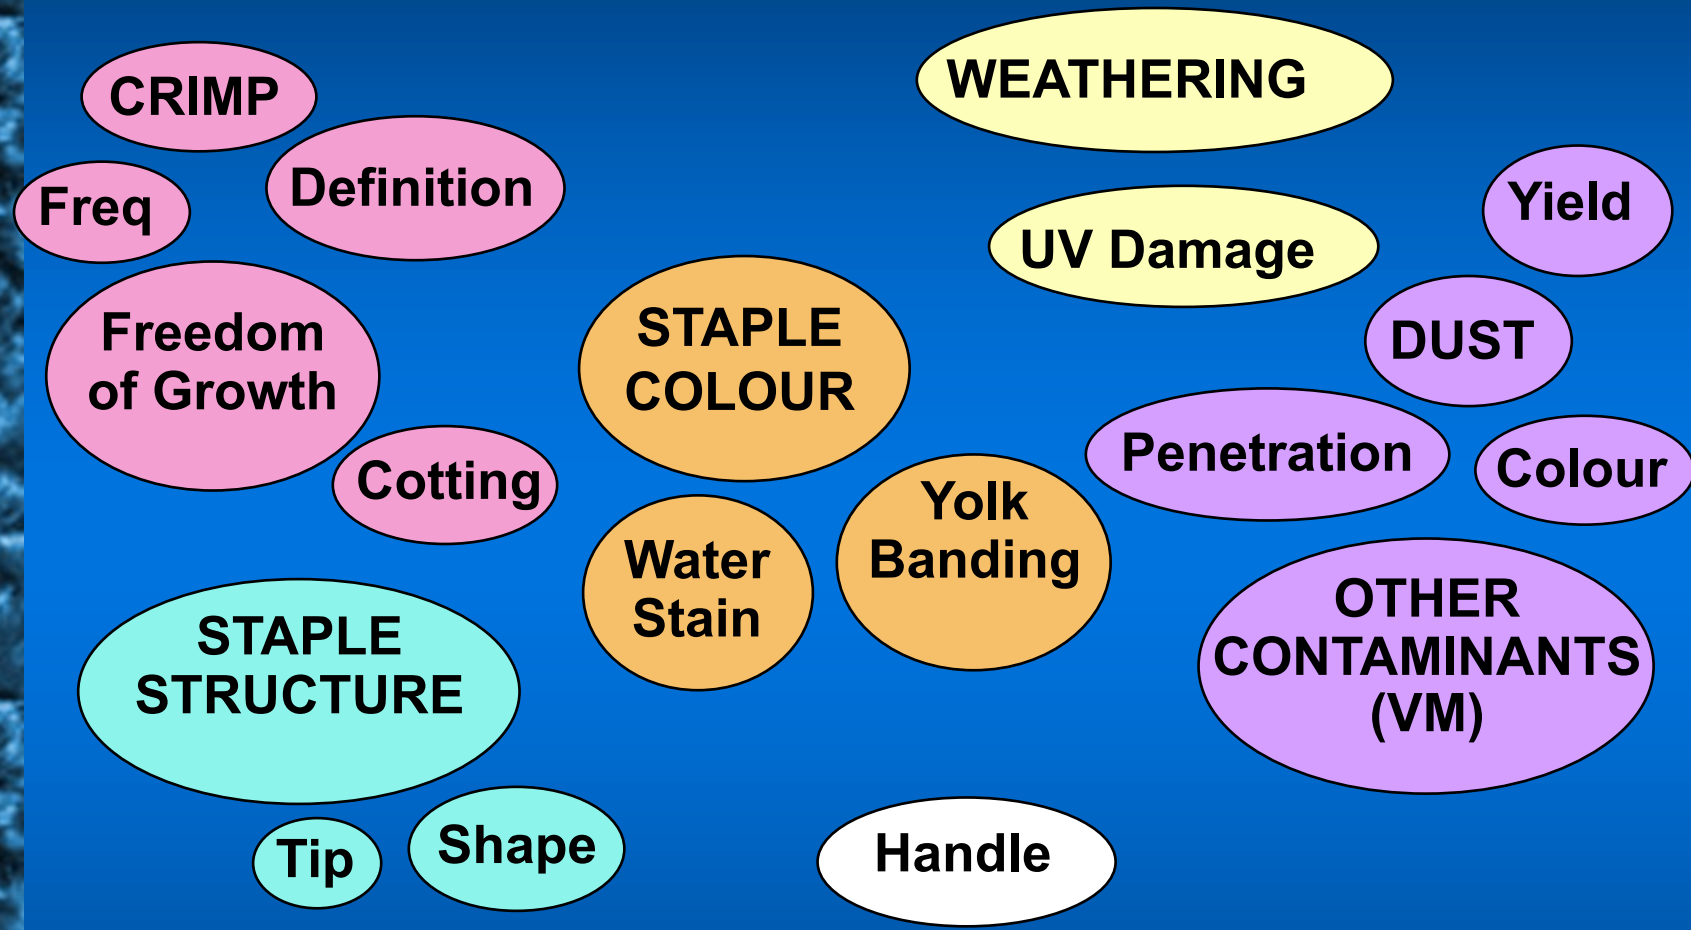 CRIMP
Definition
Freq
Freedom
of Growth
Cotting
STAPLE
STRUCTURE
Tip
Shape
STAPLE
COLOUR
Water
Stain
Yolk
Banding
Handle
WEATHERING
UV Damage
Yield
DUST
Penetration
Colour
OTHER
CONTAMINANTS
(VM)